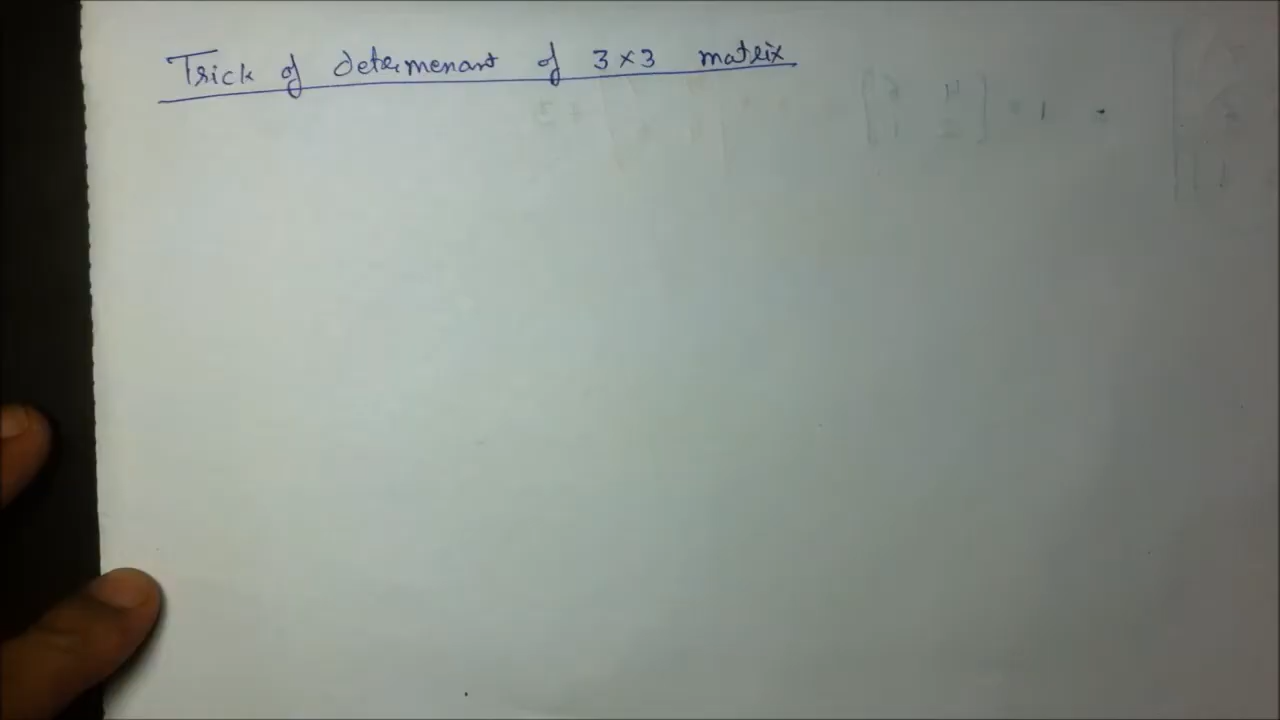 Trick of determenant of 3×3 matrix